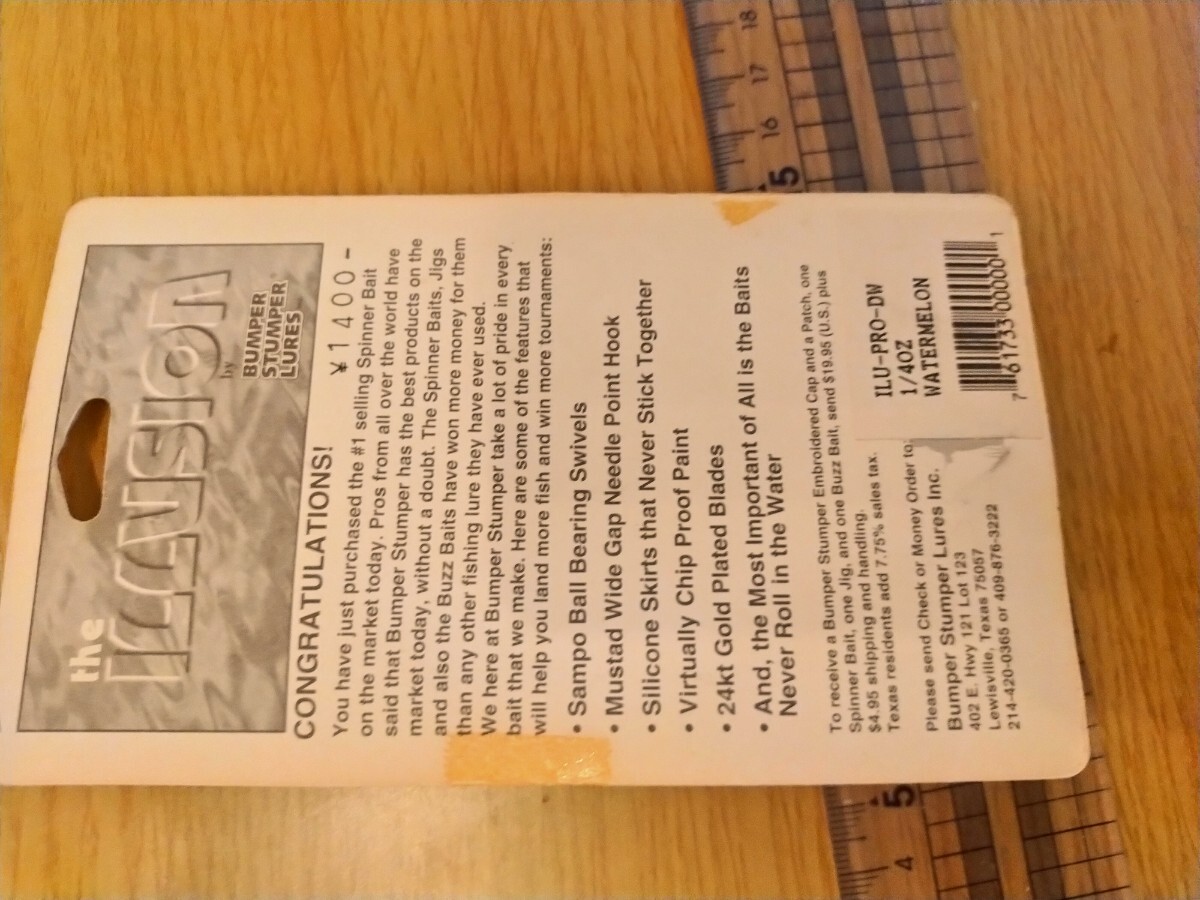 the
ILLUSION
by
BUMPER
STUMPER
LURES™
CONGRATULATIONS!
¥1400-
You have just purchased the #1 selling Spinner Bait
on the market today. Pros from all over the world have
said that Bumper Stumper has the best products on the
market today, without a doubt. The Spinner Baits, Jigs
and also the Buzz Baits have won more money for them
than any other fishing lure they have ever used.
We here at Bumper Stumper take a lot of pride in every
bait that we make. Here are some of the features that
will help you land more fish and win more tournaments:
• Sampo Ball Bearing Swivels
• Mustad Wide Gap Needle Point Hook
• Silicone Skirts that Never Stick Together
• Virtually Chip Proof Paint
• 24kt Gold Plated Blades
• And, the Most Important of All is the Baits
Never Roll in the Water
To receive a Bumper Stumper Embroidered Cap and a Patch, one
Spinner Bait, one Jig, and one Buzz Bait, send $19.95 (U.S.) plus
$4.95 shipping and handling.
Texas residents add 7.75% sales tax.
Please send Check or Money Order to:
Bumper Stumper Lures Inc.
402 E. Hwy 121 Lot 123
Lewisville, Texas 75057
214-420-0365 or 409-876-3222
ILU-PRO-DW
1/4OZ
WATERMELON
7 61733 00000 1
4
5
5
16
17
18